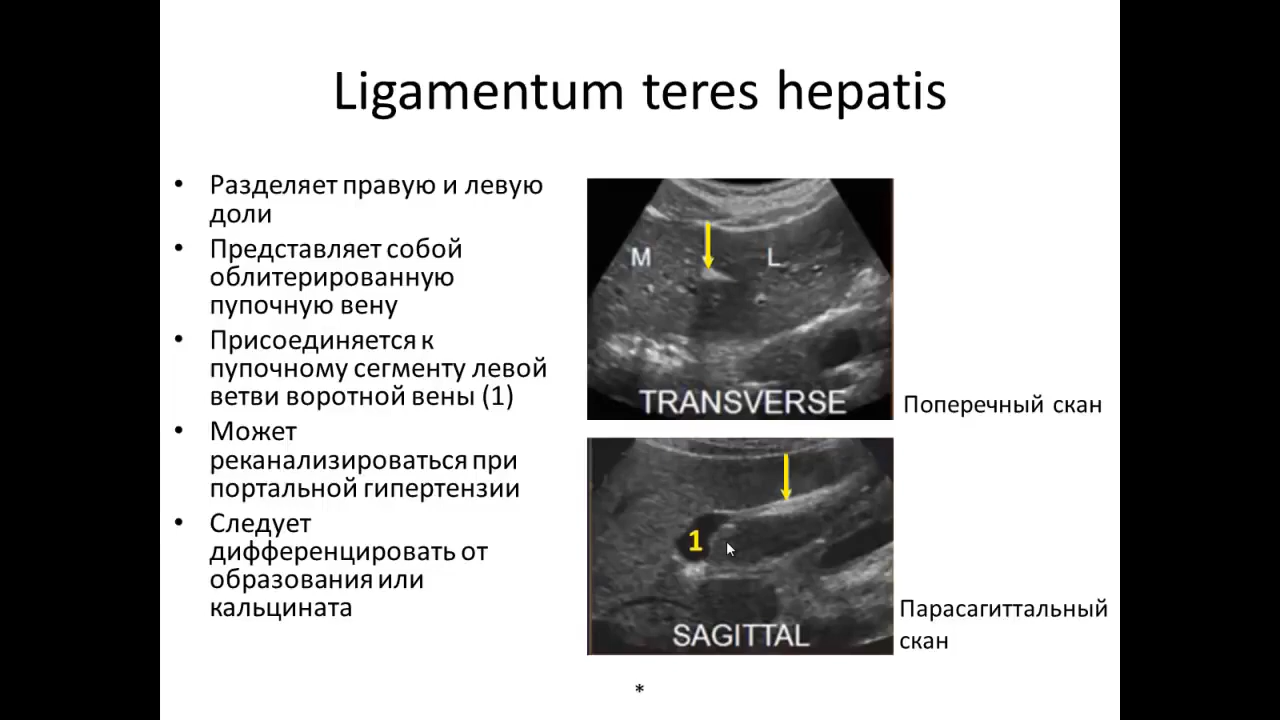 Ligamentum teres hepatis
• Разделяет правую и левую
доли
• Представляет собой
облитерированную
пупочную вену
• Присоединяется к
пупочному сегменту левой
ветви воротной вены (1)
• Может
реканализироваться при
портальной гипертензии
• Следует
дифференцировать от
образования или
кальцината
M L
TRANSVERSE
Поперечный скан
1
SAGITTAL
Парасагиттальный
скан
*